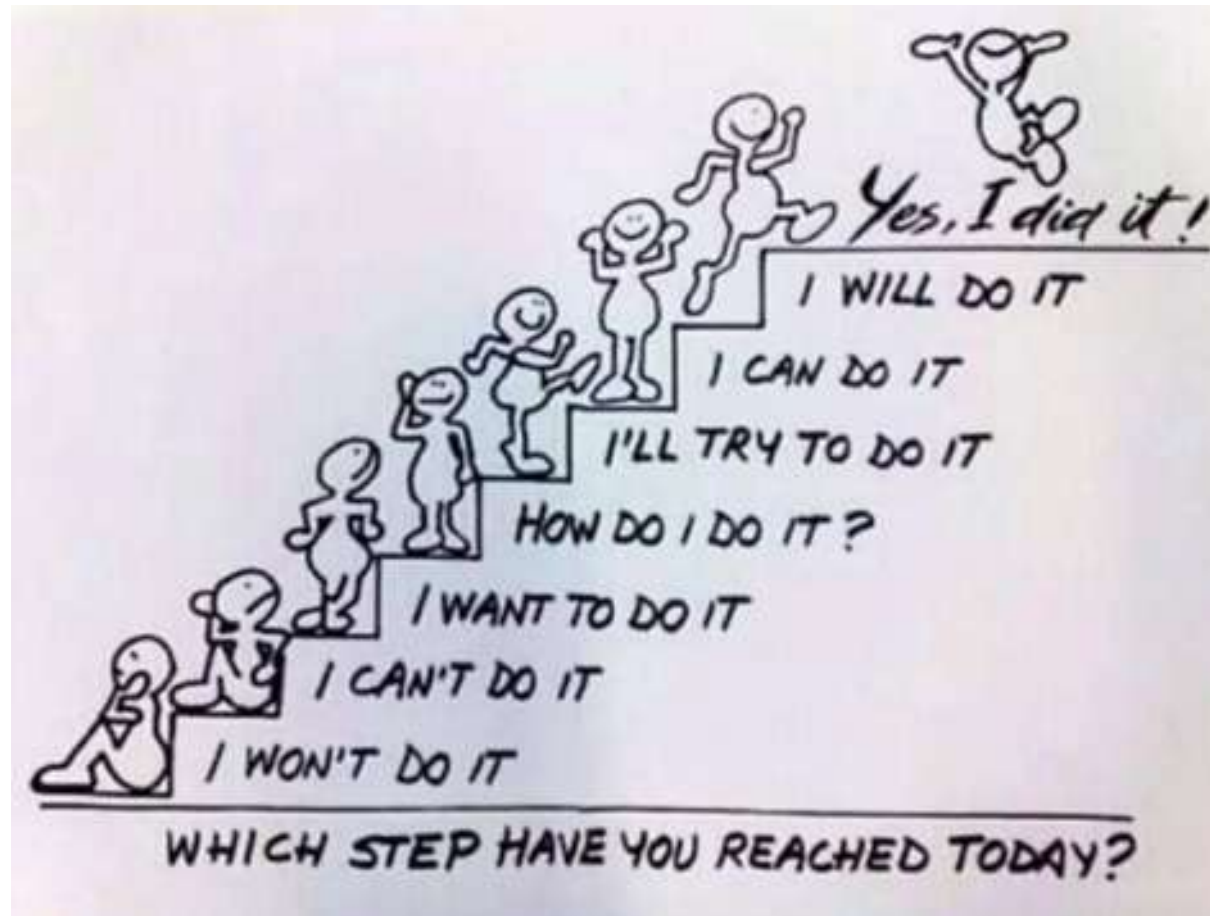 Yes, I did it!
I WILL DO IT
I CAN DO IT
I'LL TRY TO DO IT
HOW DO I DO IT?
I WANT TO DO IT
I CAN'T DO IT
I WON'T DO IT
WHICH STEP HAVE YOU REACHED TODAY?